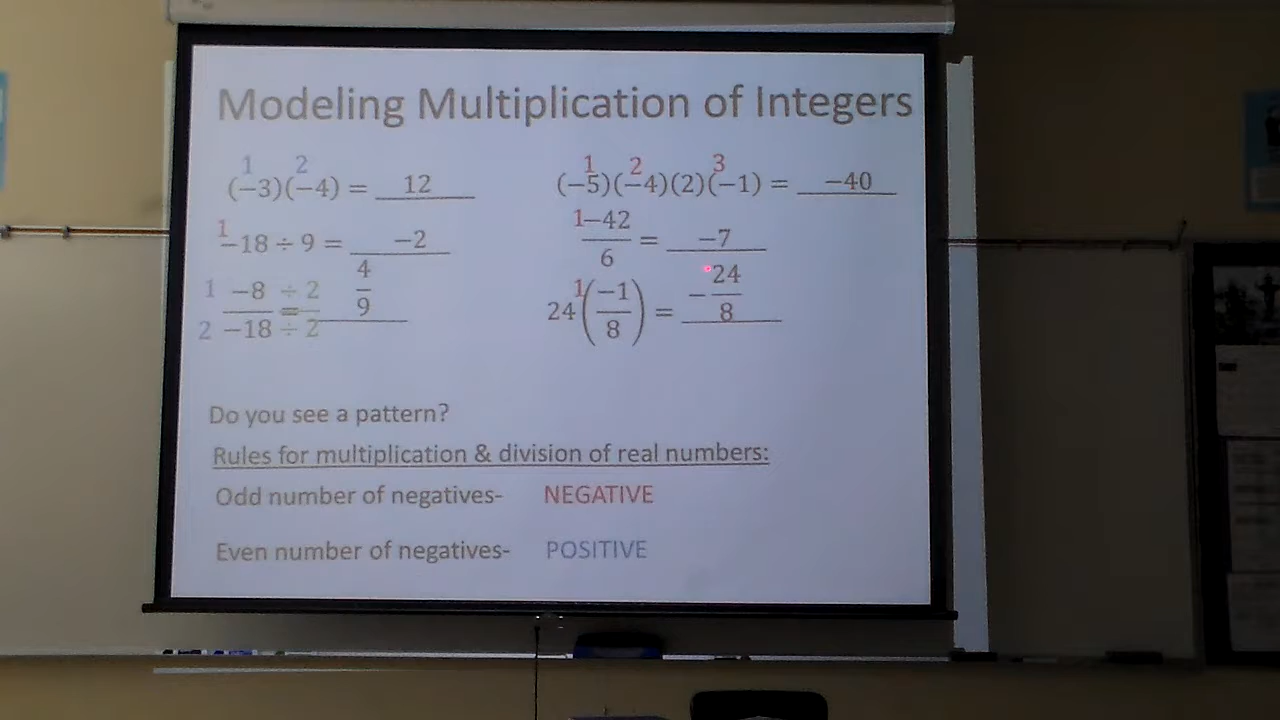 Modeling Multiplication of Integers
1 2
(−3)(−4) = 12
1
−18 ÷ 9 = −2
1 −8 ÷ 2 = 4
2 −18 ÷ 2 9
1 2 3
(−5)(−4)(2)(−1) = −40
1 −42 = −7
6
24 1(−1/8) = −24/8
Do you see a pattern?
Rules for multiplication & division of real numbers:
Odd number of negatives- NEGATIVE
Even number of negatives- POSITIVE